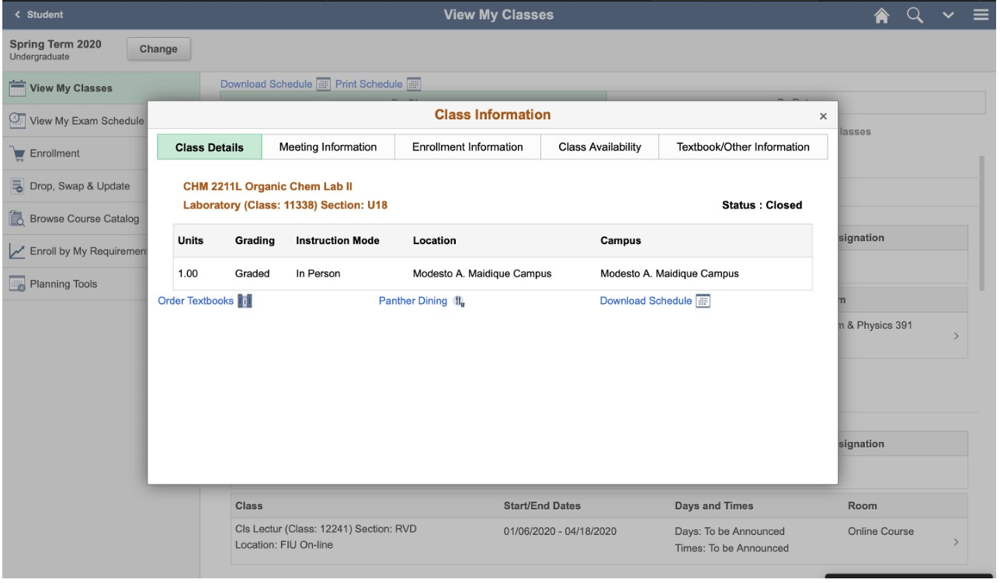 Student
View My Classes
Spring Term 2020
Undergraduate
Change
View My Classes
View My Exam Schedule
Enrollment
Drop, Swap & Update
Browse Course Catalog
Enroll by My Requiremen
Planning Tools
Download Schedule Print Schedule
lasses
Class Information
×
Class Details Meeting Information Enrollment Information Class Availability Textbook/Other Information
CHM 2211L Organic Chem Lab II
Laboratory (Class: 11338) Section: U18
Status : Closed
Units Grading Instruction Mode Location Campus
1.00 Graded In Person Modesto A. Maidique Campus Modesto A. Maidique Campus
Order Textbooks Panther Dining Download Schedule
signation
m
m & Physics 391
signation
Class Start/End Dates Days and Times Room
Cls Lectur (Class: 12241) Section: RVD 01/06/2020 - 04/18/2020 Days: To be Announced Online Course
Location: FIU On-line Times: To be Announced